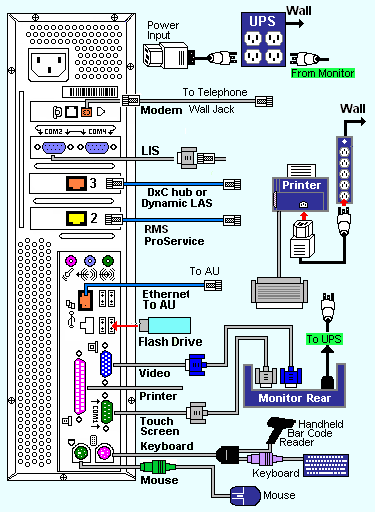 Power
Input
UPS
Wall
From Monitor
To Telephone
Wall Jack
Modem
Wall
COM2
COM4
LIS
3
DxC hub or
Dynamic LAS
Printer
2
RMS
ProService
To AU
Ethernet
To AU
Flash Drive
To UPS
Video
Printer
Monitor Rear
COM1
Touch
Screen
Handheld
Bar Code
Reader
Keyboard
Keyboard
Mouse
Mouse